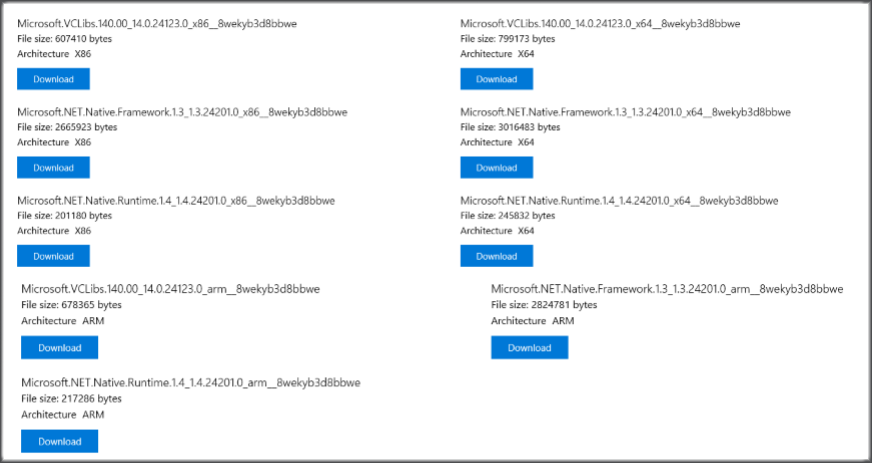 Microsoft.VCLibs.140.00_14.0.24123.0_x86__8wekyb3d8bbwe
File size: 607410 bytes
Architecture X86
Download
Microsoft.VCLibs.140.00_14.0.24123.0_x64__8wekyb3d8bbwe
File size: 799173 bytes
Architecture X64
Download
Microsoft.NET.Native.Framework.1.3_1.3.24201.0_x86__8wekyb3d8bbwe
File size: 2665923 bytes
Architecture X86
Download
Microsoft.NET.Native.Framework.1.3_1.3.24201.0_x64__8wekyb3d8bbwe
File size: 3016483 bytes
Architecture X64
Download
Microsoft.NET.Native.Runtime.1.4_1.4.24201.0_x86__8wekyb3d8bbwe
File size: 201180 bytes
Architecture X86
Download
Microsoft.NET.Native.Runtime.1.4_1.4.24201.0_x64__8wekyb3d8bbwe
File size: 245832 bytes
Architecture X64
Download
Microsoft.VCLibs.140.00_14.0.24123.0_arm__8wekyb3d8bbwe
File size: 678365 bytes
Architecture ARM
Download
Microsoft.NET.Native.Framework.1.3_1.3.24201.0_arm__8wekyb3d8bbwe
File size: 2824781 bytes
Architecture ARM
Download
Microsoft.NET.Native.Runtime.1.4_1.4.24201.0_arm__8wekyb3d8bbwe
File size: 217286 bytes
Architecture ARM
Download